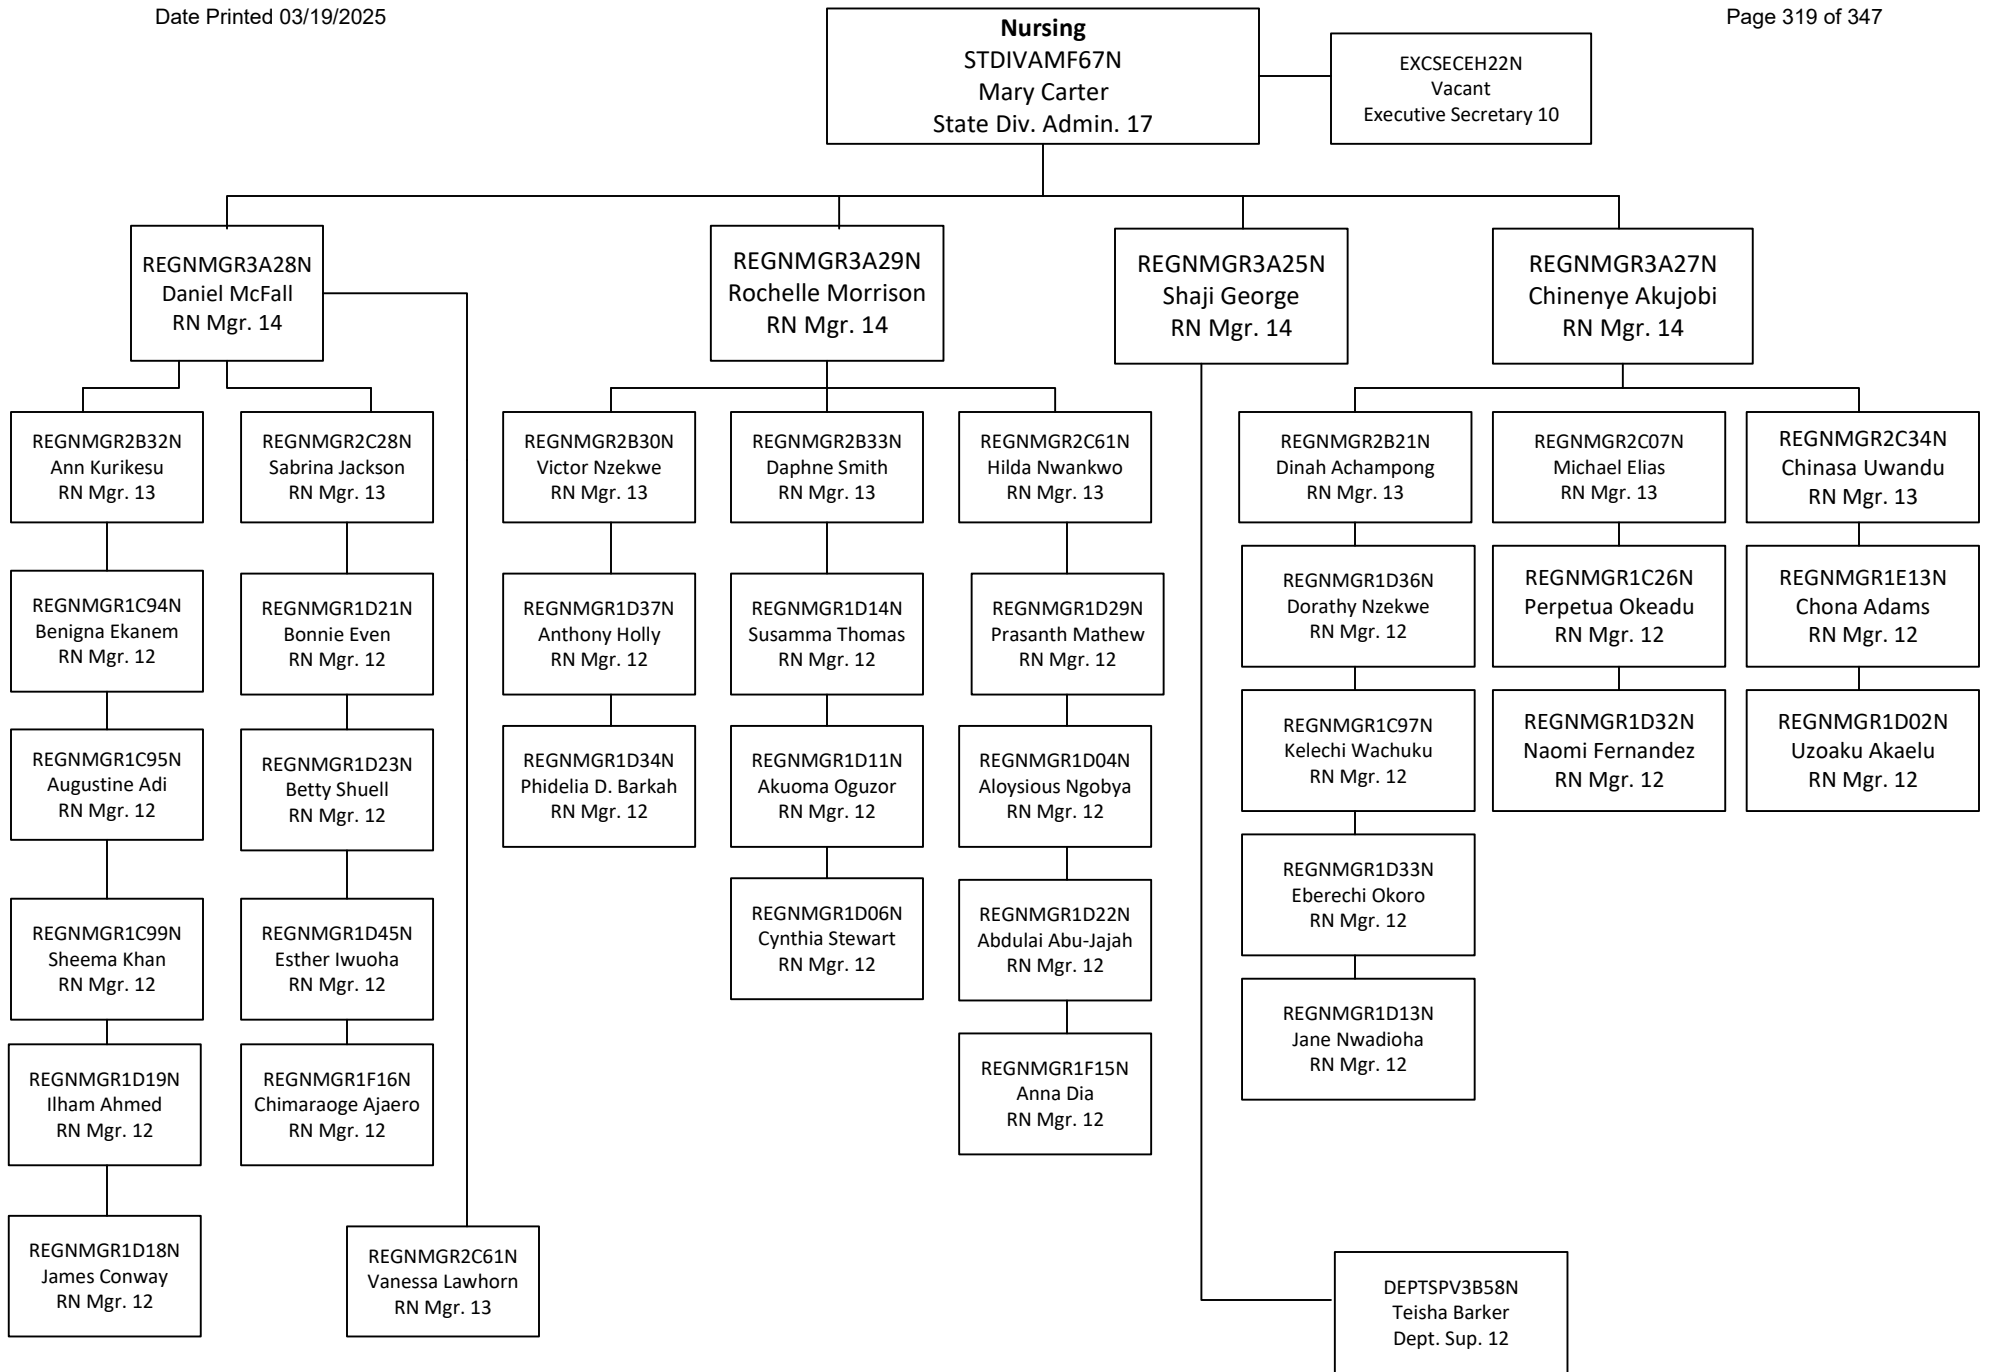 Date Printed 03/19/2025
Page 319 of 347
Nursing
STDIVAMF67N
Mary Carter
State Div. Admin. 17
EXCSECEH22N
Vacant
Executive Secretary 10
REGNMGR3A28N
Daniel McFall
RN Mgr. 14
REGNMGR3A29N
Rochelle Morrison
RN Mgr. 14
REGNMGR3A25N
Shaji George
RN Mgr. 14
REGNMGR3A27N
Chinenye Akujobi
RN Mgr. 14
REGNMGR2B32N
Ann Kurikesu
RN Mgr. 13
REGNMGR2C28N
Sabrina Jackson
RN Mgr. 13
REGNMGR2B30N
Victor Nzekwe
RN Mgr. 13
REGNMGR2B33N
Daphne Smith
RN Mgr. 13
REGNMGR2C61N
Hilda Nwankwo
RN Mgr. 13
REGNMGR2B21N
Dinah Achampong
RN Mgr. 13
REGNMGR2C07N
Michael Elias
RN Mgr. 13
REGNMGR2C34N
Chinasa Uwandu
RN Mgr. 13
REGNMGR1C94N
Benigna Ekanem
RN Mgr. 12
REGNMGR1D21N
Bonnie Even
RN Mgr. 12
REGNMGR1D37N
Anthony Holly
RN Mgr. 12
REGNMGR1D14N
Susamma Thomas
RN Mgr. 12
REGNMGR1D29N
Prasanth Mathew
RN Mgr. 12
REGNMGR1D36N
Dorathy Nzekwe
RN Mgr. 12
REGNMGR1C26N
Perpetua Okeadu
RN Mgr. 12
REGNMGR1E13N
Chona Adams
RN Mgr. 12
REGNMGR1C95N
Augustine Adi
RN Mgr. 12
REGNMGR1D23N
Betty Shuell
RN Mgr. 12
REGNMGR1D34N
Phidelia D. Barkah
RN Mgr. 12
REGNMGR1D11N
Akuoma Oguzor
RN Mgr. 12
REGNMGR1D04N
Aloysious Ngobya
RN Mgr. 12
REGNMGR1C97N
Kelechi Wachuku
RN Mgr. 12
REGNMGR1D32N
Naomi Fernandez
RN Mgr. 12
REGNMGR1D02N
Uzoaku Akaelu
RN Mgr. 12
REGNMGR1C99N
Sheema Khan
RN Mgr. 12
REGNMGR1D45N
Esther Iwuoha
RN Mgr. 12
REGNMGR1D06N
Cynthia Stewart
RN Mgr. 12
REGNMGR1D22N
Abdulai Abu-Jajah
RN Mgr. 12
REGNMGR1D33N
Eberechi Okoro
RN Mgr. 12
REGNMGR1D19N
Ilham Ahmed
RN Mgr. 12
REGNMGR1F16N
Chimaraoge Ajaero
RN Mgr. 12
REGNMGR1F15N
Anna Dia
RN Mgr. 12
REGNMGR1D13N
Jane Nwadioha
RN Mgr. 12
REGNMGR1D18N
James Conway
RN Mgr. 12
REGNMGR2C61N
Vanessa Lawhorn
RN Mgr. 13
DEPTSPV3B58N
Teisha Barker
Dept. Sup. 12